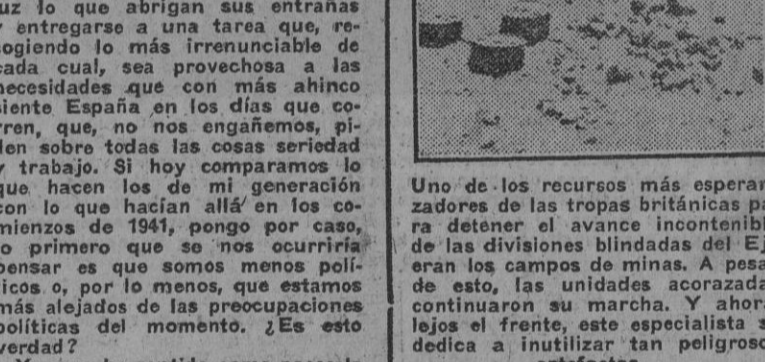 luz lo que abrigan sus entrañas
y entregarse a una tarea que, re-
cogiendo lo más irrenunciable de
cada cual, sea provechosa a las
necesidades que con más ahinco
siente España en los días que co-
rren, que, no nos engañemos, pi-
den sobre todas las cosas seriedad
y trabajo. Si hoy comparamos lo
que hacen los de mi generación
con lo que hacían allá en los co-
mienzos de 1941, pongo por caso,
lo primero que se nos ocurriría
pensar es que somos menos polí-
ticos o, por lo menos, que estamos
más alejados de las preocupaciones
políticas del momento. ¿Es esto
verdad?
Uno de los recursos más esperan
zadores de las tropas británicas pa
ra detener el avance incontenibl
de las divisiones blindadas del Ej
eran los campos de minas. A pesa
de esto, las unidades acorazada
continuaron su marcha. Y ahora
lejos el frente, este especialista s
dedica a inutilizar tan peligroso